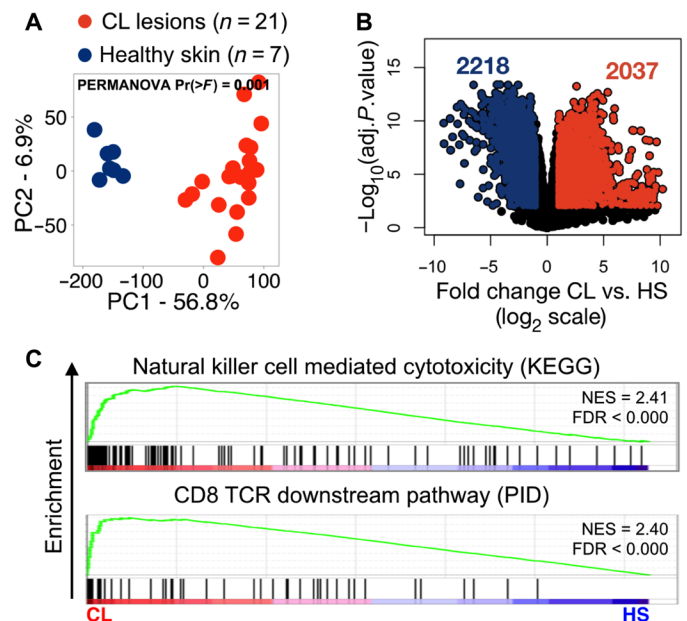 A
CL lesions (n = 21)
Healthy skin (n = 7)
PERMANOVA Pr(>F) = 0.001
50
0
−50
PC2 - 6.9%
−200 −100 0 100
PC1 - 56.8%
B
2218
2037
15
10
5
0
−Log10(adj.P.value)
−10 −5 0 5 10
Fold change CL vs. HS
(log2 scale)
C
Natural killer cell mediated cytotoxicity (KEGG)
NES = 2.41
FDR < 0.000
CD8 TCR downstream pathway (PID)
NES = 2.40
FDR < 0.000
Enrichment
CL HS